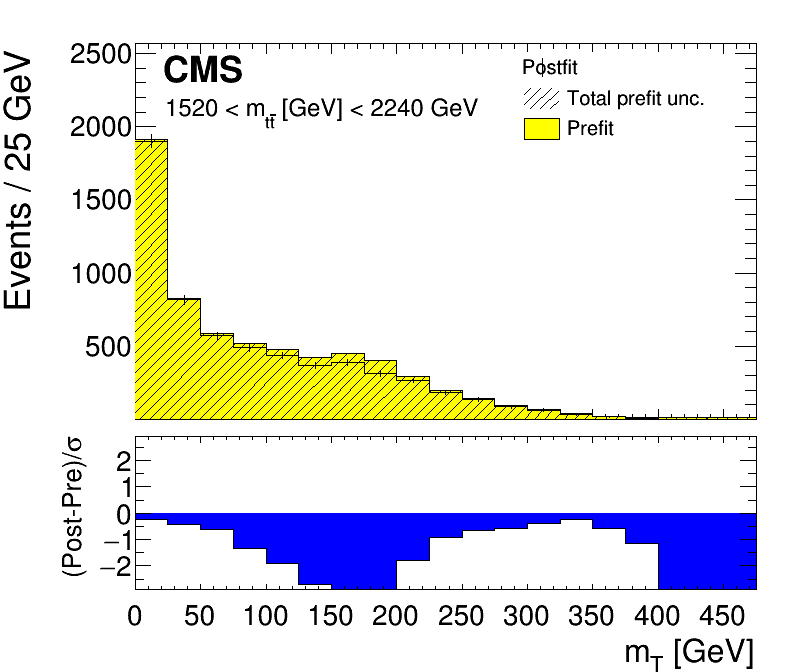 CMS
1520 < m_tt̄ [GeV] < 2240 GeV
Postfit
Total prefit unc.
Prefit
Events / 25 GeV
2500
2000
1500
1000
500
(Post-Pre)/σ
2
1
0
−1
−2
0 50 100 150 200 250 300 350 400 450
m_T [GeV]